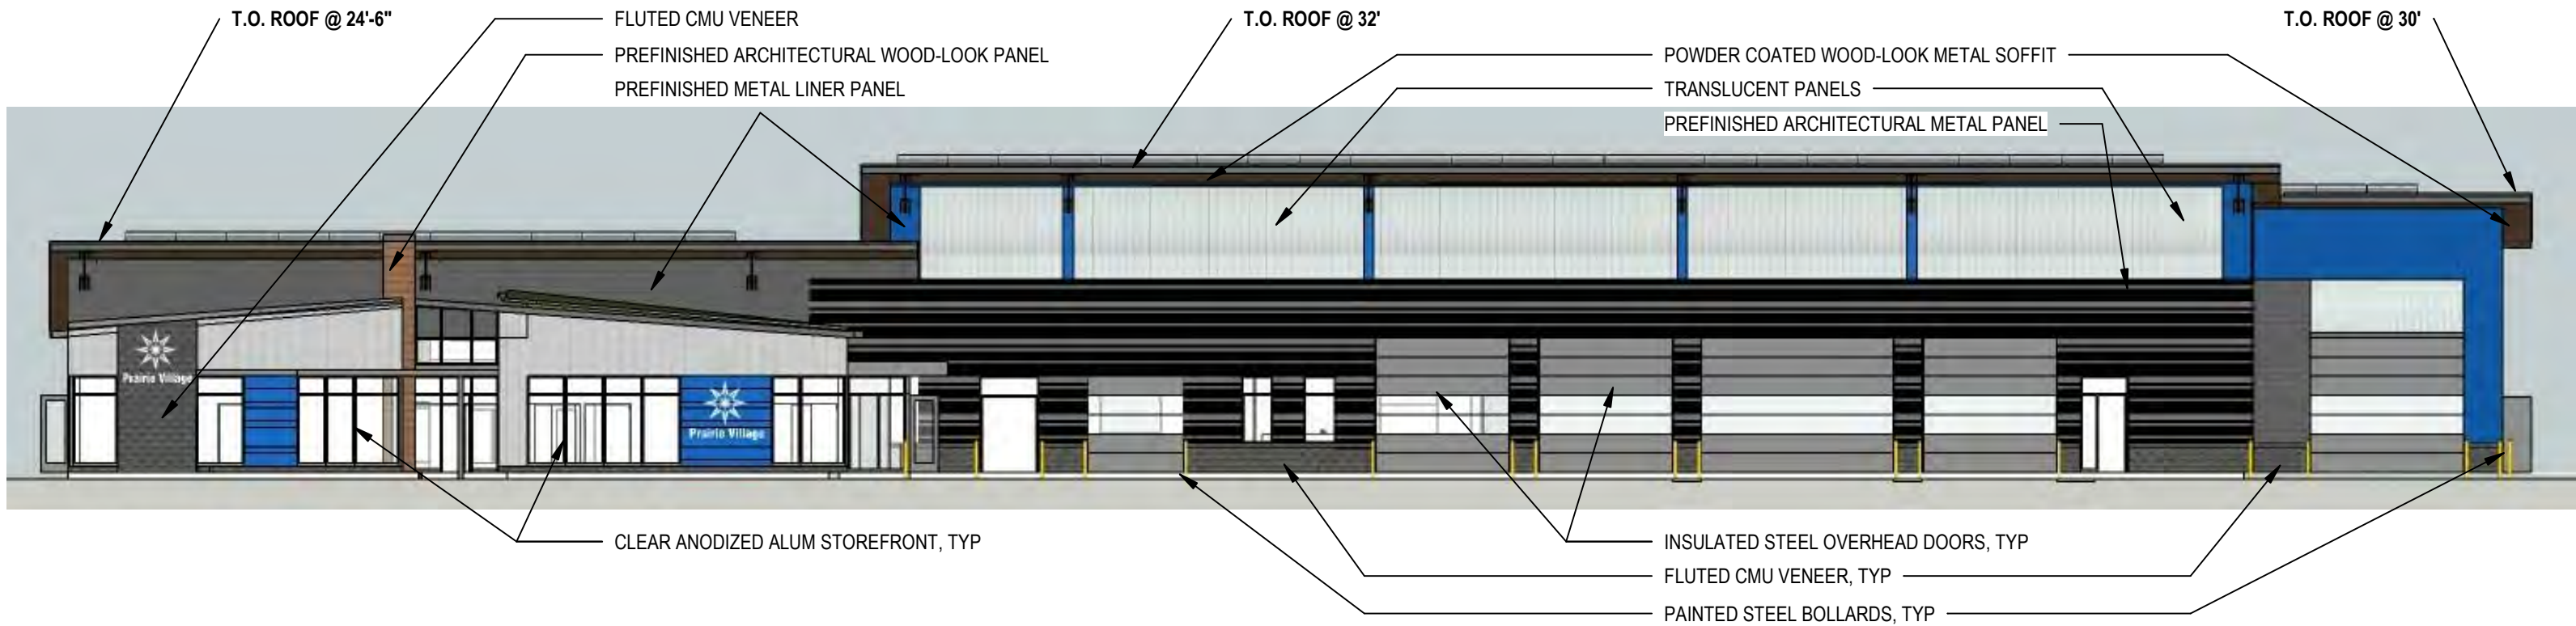 T.O. ROOF @ 24'-6"
FLUTED CMU VENEER
T.O. ROOF @ 32'
T.O. ROOF @ 30'
PREFINISHED ARCHITECTURAL WOOD-LOOK PANEL
POWDER COATED WOOD-LOOK METAL SOFFIT
PREFINISHED METAL LINER PANEL
TRANSLUCENT PANELS
PREFINISHED ARCHITECTURAL METAL PANEL
Prairie Village
Prairie Village
CLEAR ANODIZED ALUM STOREFRONT, TYP
INSULATED STEEL OVERHEAD DOORS, TYP
FLUTED CMU VENEER, TYP
PAINTED STEEL BOLLARDS, TYP